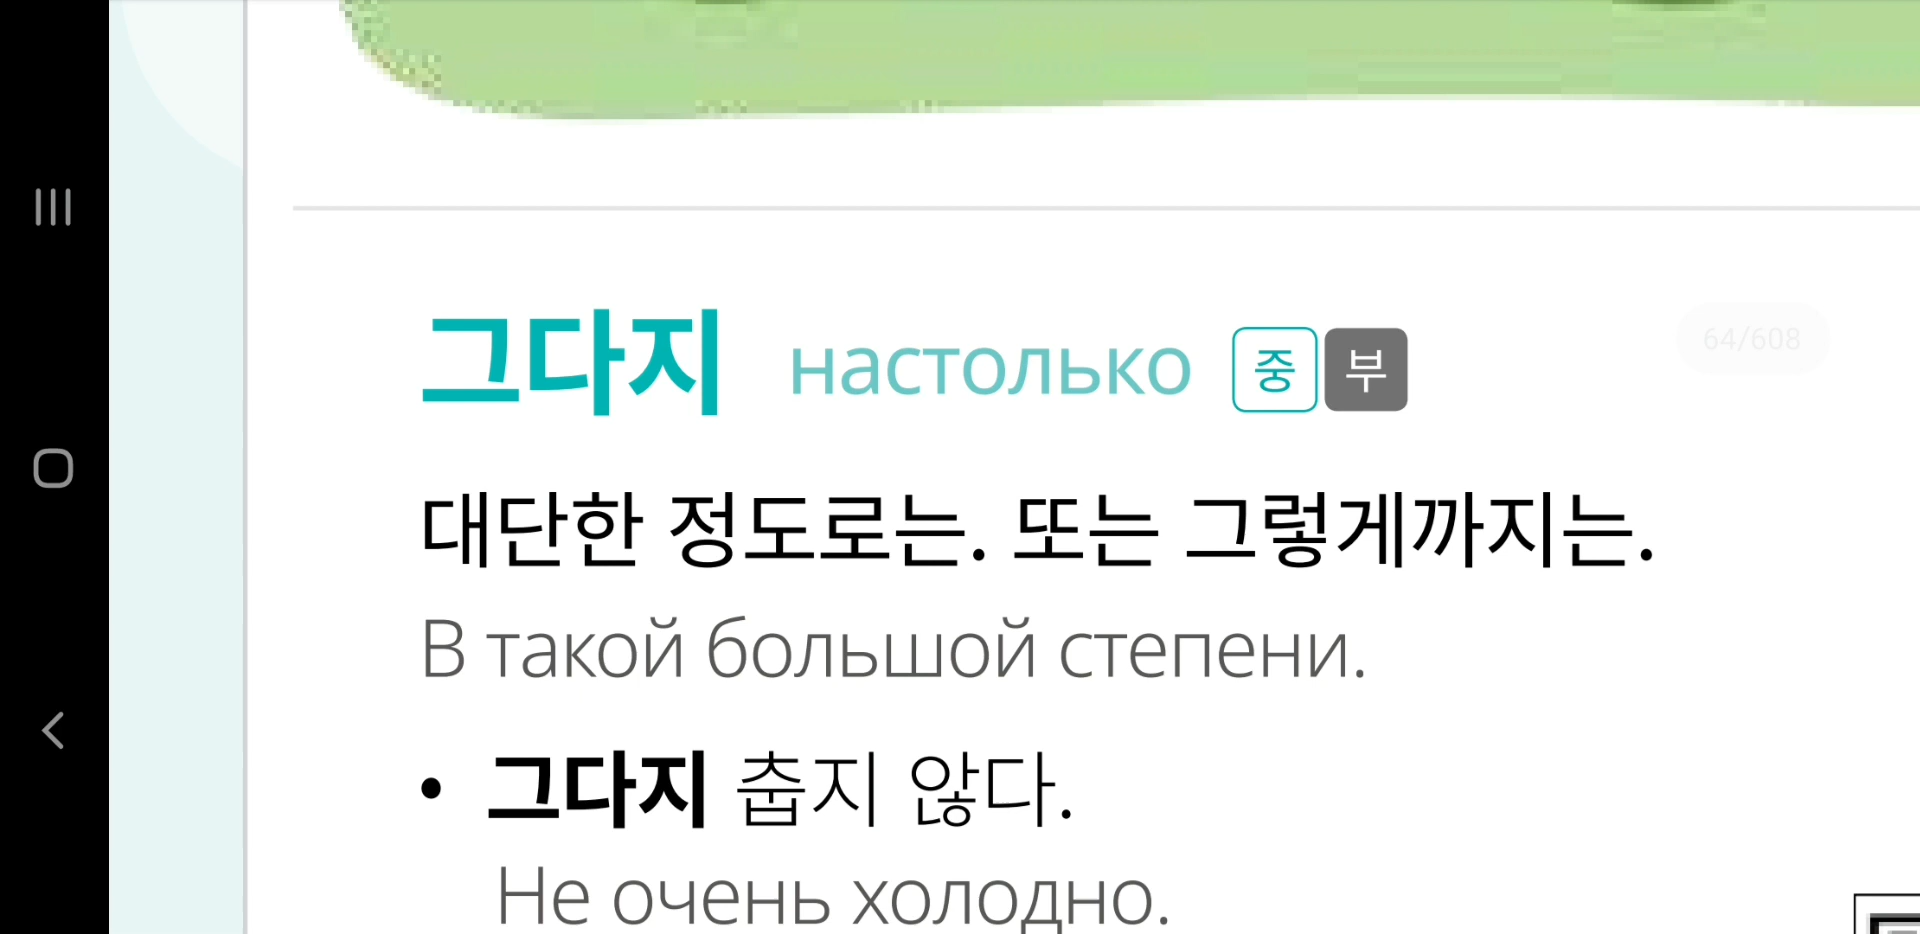 그다지 настолько 중 부
64/608
대단한 정도로는. 또는 그렇게까지는.
В такой большой степени.
• 그다지 춥지 않다.
Не очень холодно.